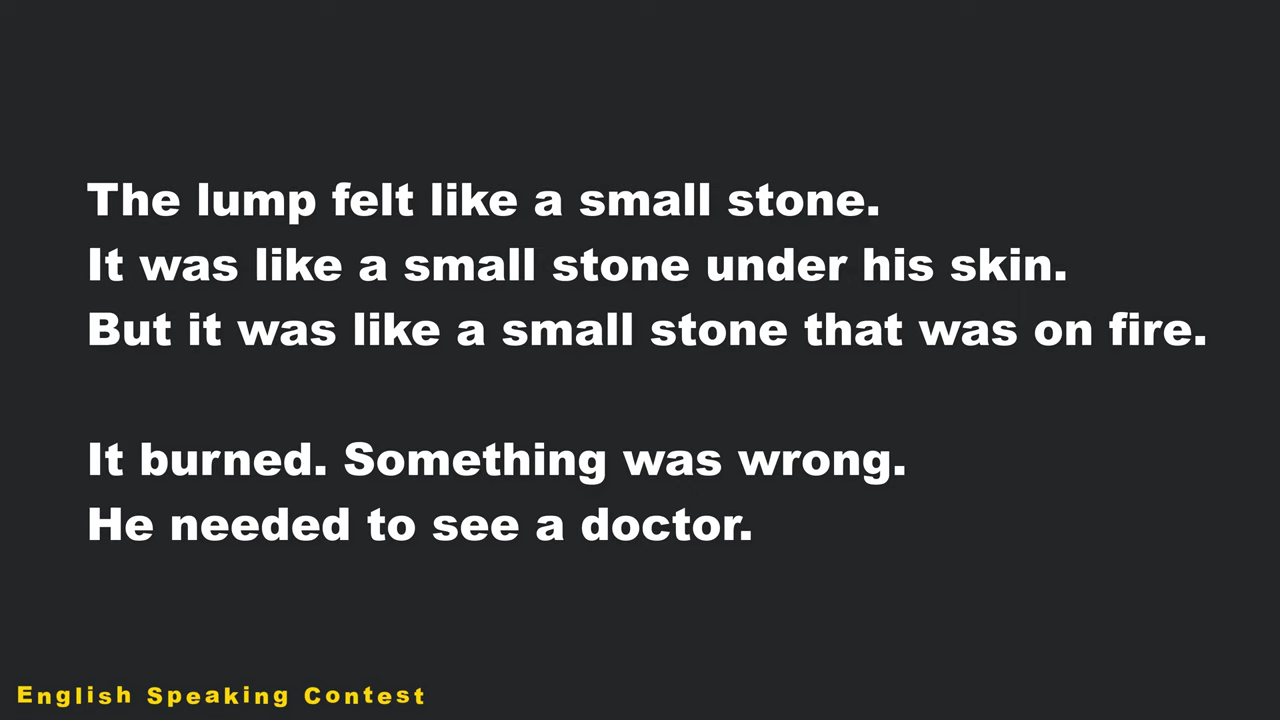 The lump felt like a small stone.
It was like a small stone under his skin.
But it was like a small stone that was on fire.
It burned. Something was wrong.
He needed to see a doctor.
English Speaking Contest